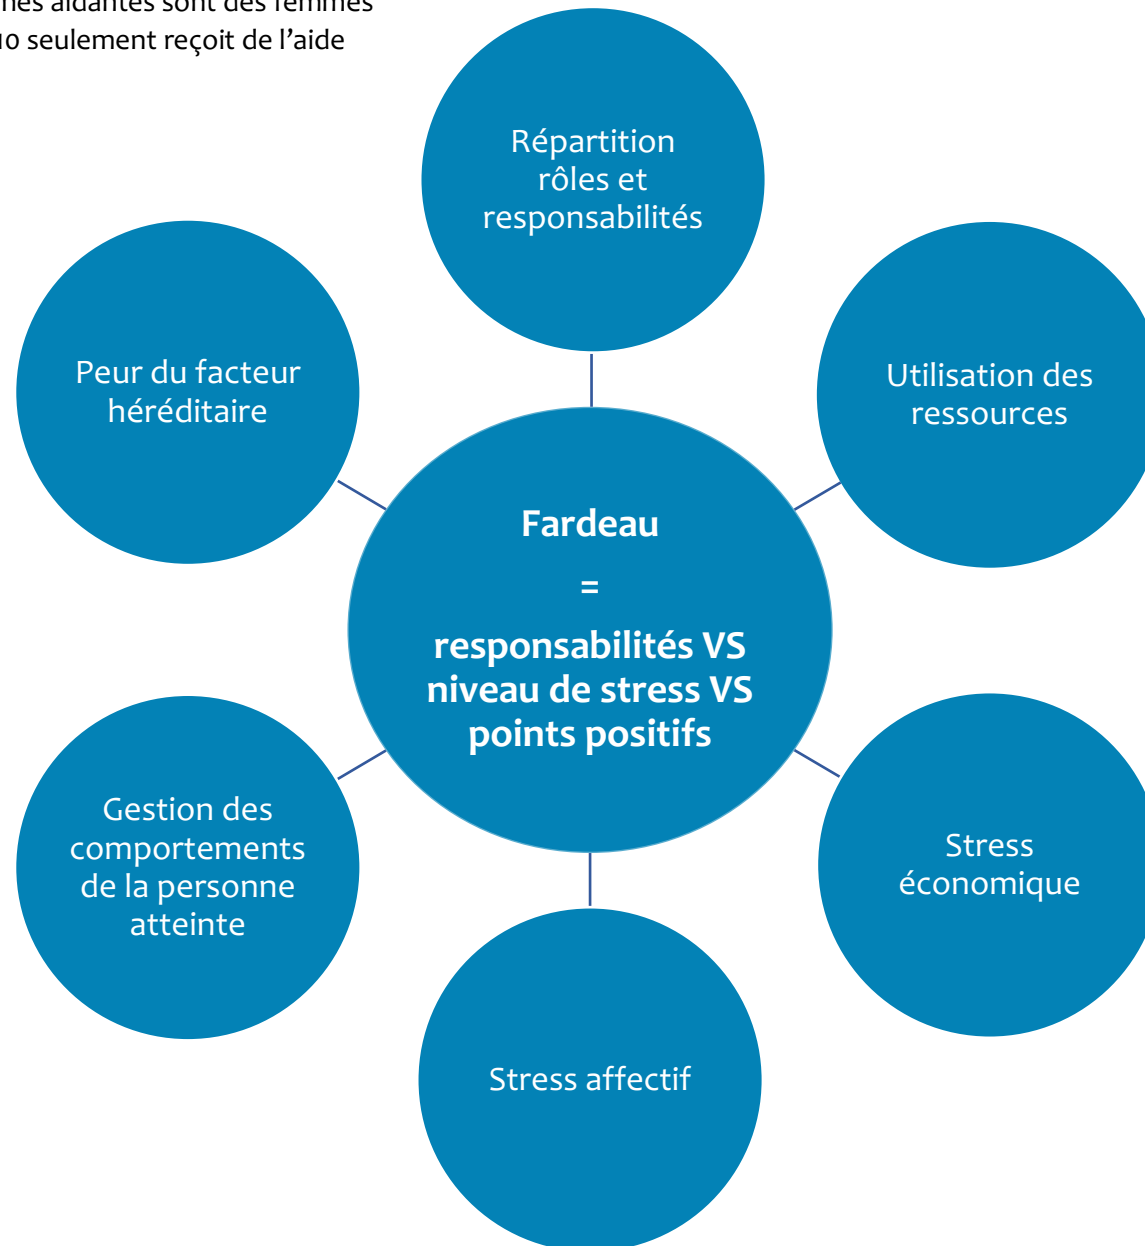 aidantes sont des femmes
10 seulement reçoit de l'aide
Répartition
rôles et
responsabilités
Peur du facteur
héréditaire
Utilisation des
ressources
Fardeau
=
responsabilités VS
niveau de stress VS
points positifs
Gestion des
comportements
de la personne
atteinte
Stress
économique
Stress affectif